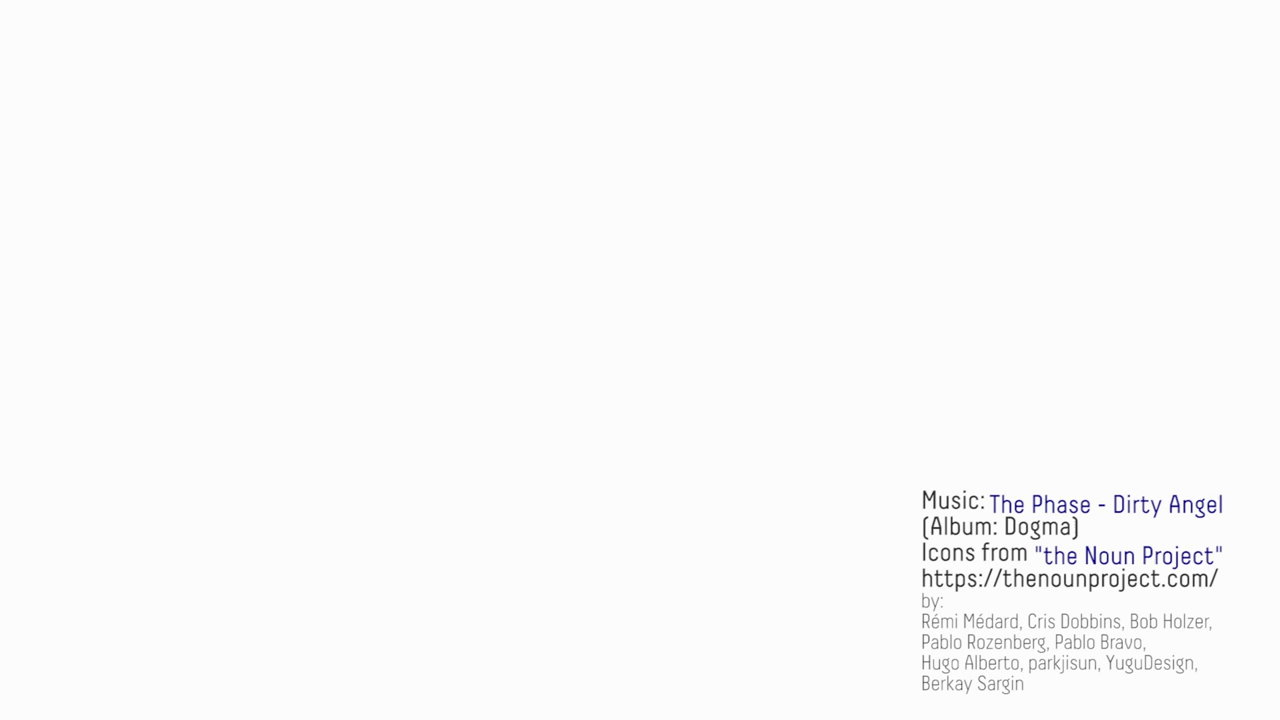 Music: The Phase - Dirty Angel
(Album: Dogma)
Icons from "the Noun Project"
https://thenounproject.com/
by:
Rémi Médard, Cris Dobbins, Bob Holzer,
Pablo Rozenberg, Pablo Bravo,
Hugo Alberto, parkjisun, YuguDesign,
Berkay Sargin